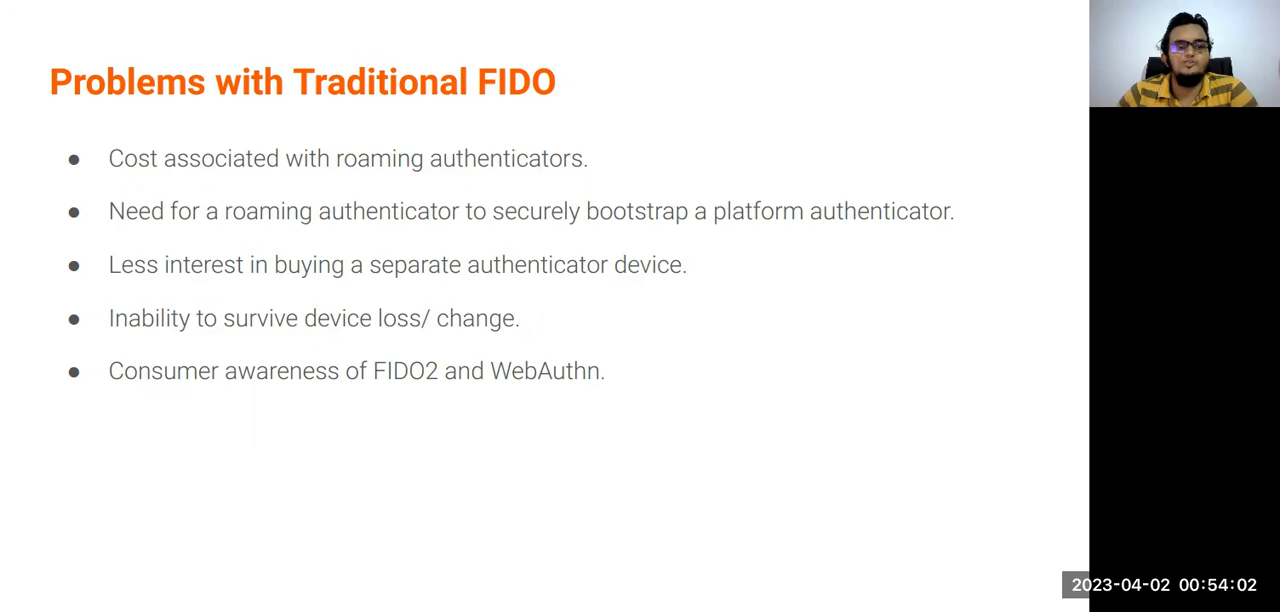 Problems with Traditional FIDO
● Cost associated with roaming authenticators.
● Need for a roaming authenticator to securely bootstrap a platform authenticator.
● Less interest in buying a separate authenticator device.
● Inability to survive device loss/ change.
● Consumer awareness of FIDO2 and WebAuthn.
2023-04-02 00:54:02